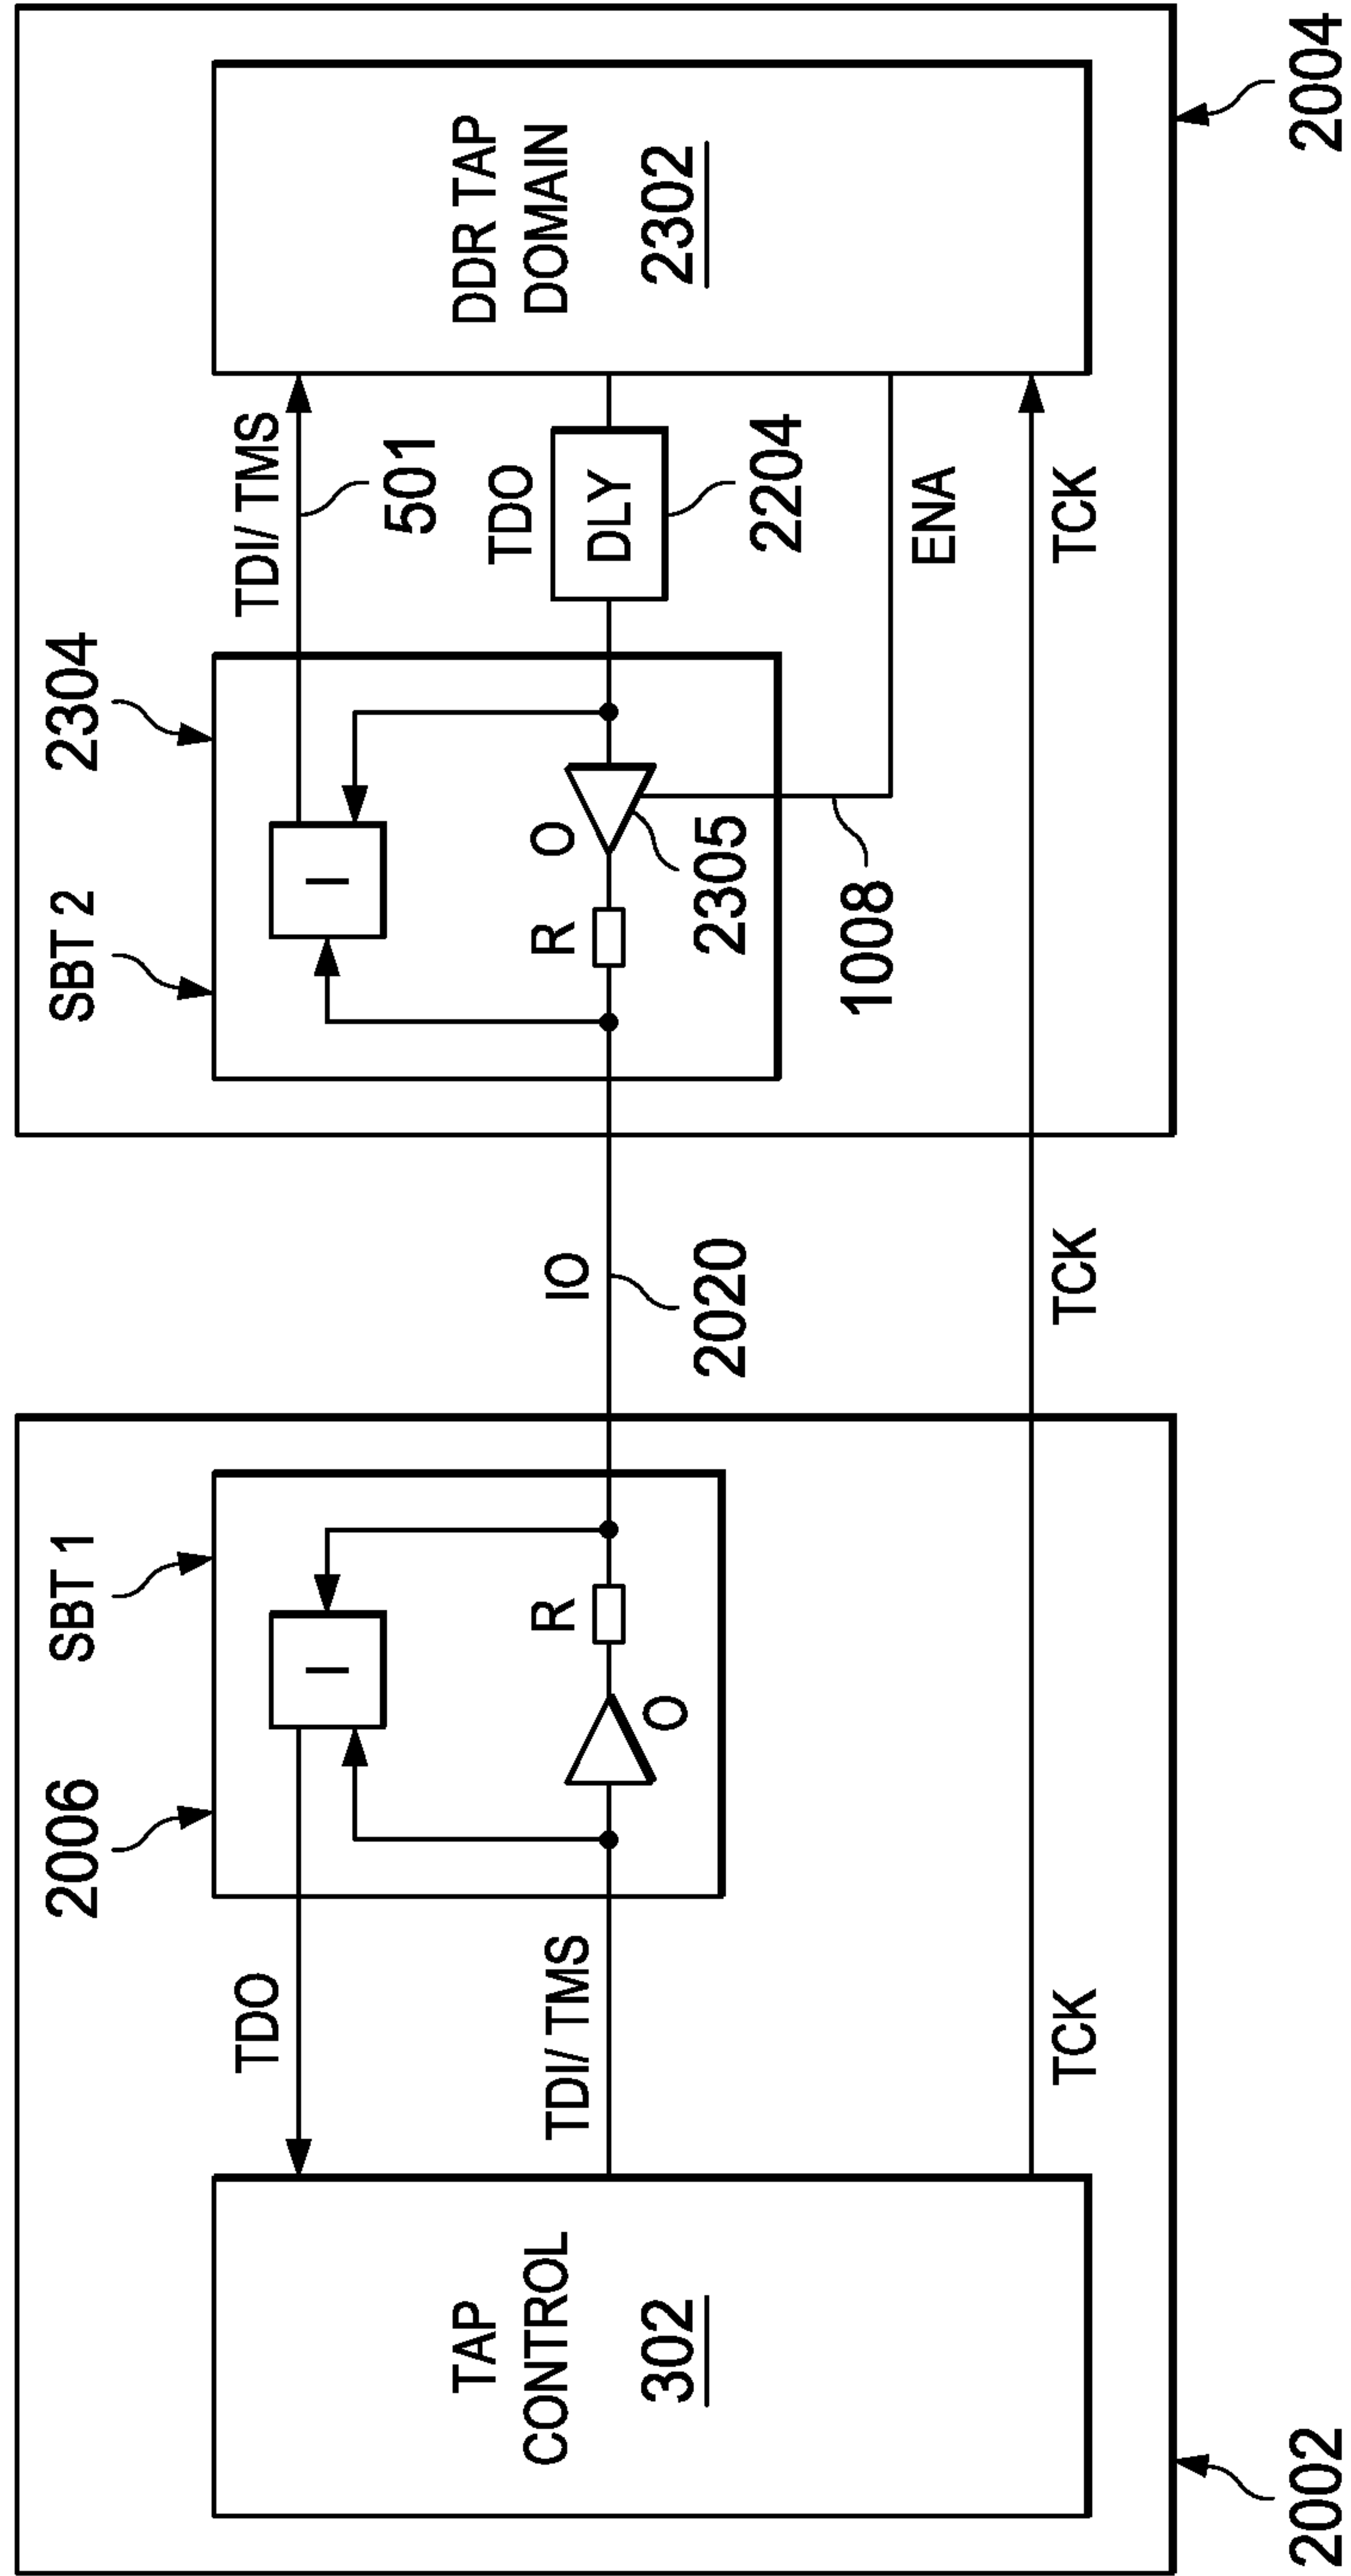 2006
SBT 1
SBT 2
2304
TAP
CONTROL
302
TDO
TDI/ TMS
I
R
O
IO
2020
I
R
O
2305
1008
TDI/ TMS
501
TDO
DLY
2204
ENA
DDR TAP
DOMAIN
2302
TCK
TCK
TCK
2002
2004